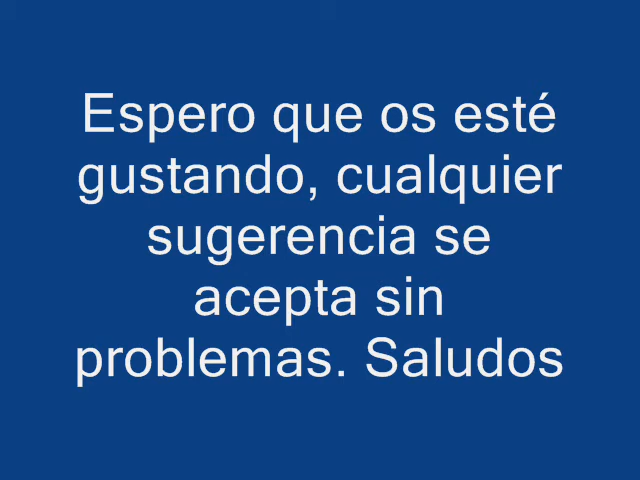 Espero que os esté
gustando, cualquier
sugerencia se
acepta sin
problemas. Saludos